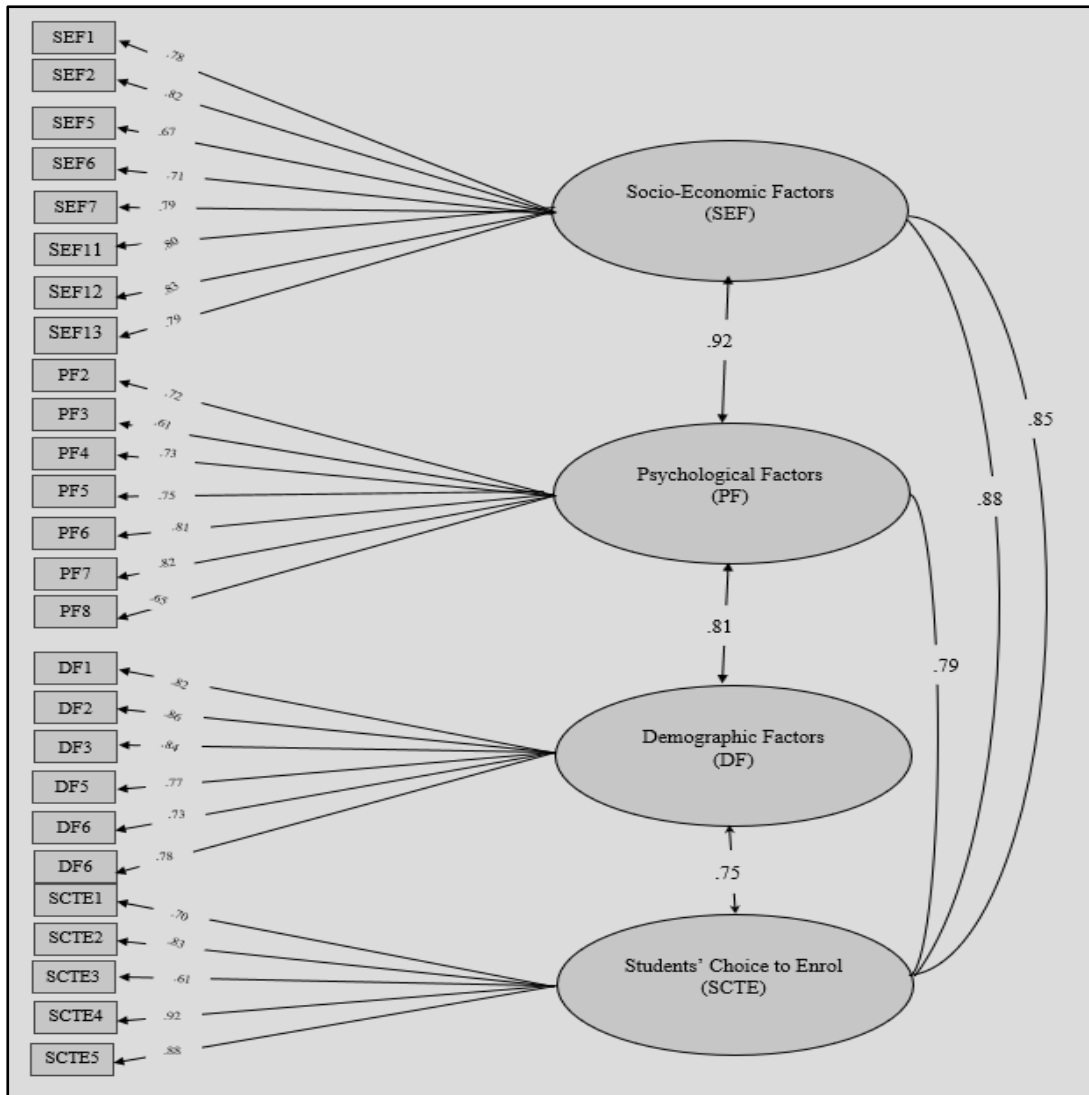 SEF1
.78
SEF2
.82
SEF5
.67
SEF6
.71
SEF7
.79
SEF11
.80
SEF12
.83
SEF13
.79
Socio-Economic Factors
(SEF)
.92
PF2
.72
PF3
.61
PF4
.73
PF5
.75
PF6
.81
PF7
.82
PF8
.65
Psychological Factors
(PF)
.81
DF1
.82
DF2
.86
DF3
.84
DF5
.77
DF6
.73
DF6
.78
Demographic Factors
(DF)
.75
SCTE1
.70
SCTE2
.83
SCTE3
.61
SCTE4
.92
SCTE5
.88
Students’ Choice to Enrol
(SCTE)
.85
.88
.79